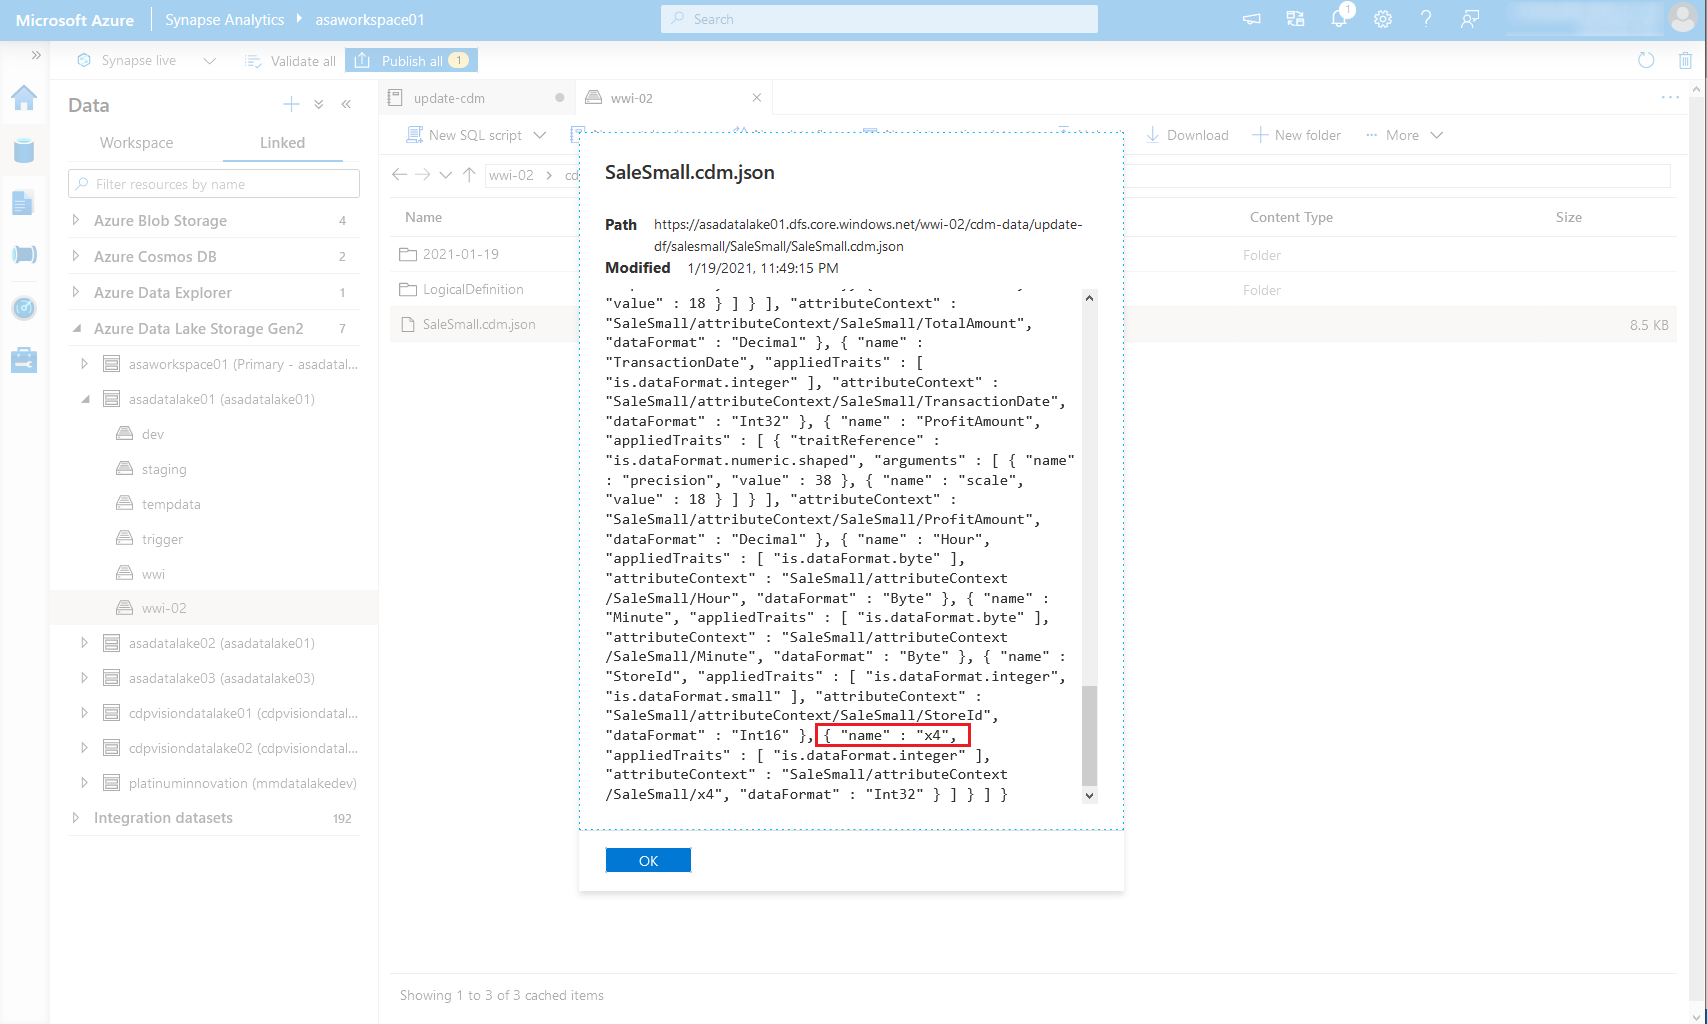 Microsoft Azure
Synapse Analytics
asaworkspace01
Search
1
Synapse live
Validate all
Publish all 1
Data
Workspace
Linked
Filter resources by name
Azure Blob Storage 4
Azure Cosmos DB 2
Azure Data Explorer 1
Azure Data Lake Storage Gen2 7
asaworkspace01 (Primary - asadatal...
asadatalake01 (asadatalake01)
dev
staging
tempdata
trigger
wwi
wwi-02
asadatalake02 (asadatalake01)
asadatalake03 (asadatalake03)
cdpvisiondatalake01 (cdpvisiondatal...
cdpvisiondatalake02 (cdpvisiondatal...
platinuminnovation (mmdatalakedev)
Integration datasets 192
update-cdm
wwi-02
New SQL script
Download
New folder
More
wwi-02
cd
Name
Content Type
Size
2021-01-19
Folder
LogicalDefinition
Folder
SaleSmall.cdm.json
8.5 KB
Showing 1 to 3 of 3 cached items
SaleSmall.cdm.json
Path https://asadatalake01.dfs.core.windows.net/wwi-02/cdm-data/update-
df/salesmall/SaleSmall/SaleSmall.cdm.json
Modified 1/19/2021, 11:49:15 PM
"value" : 18 } ] } ], "attributeContext" :
"SaleSmall/attributeContext/SaleSmall/TotalAmount",
"dataFormat" : "Decimal" }, { "name" :
"TransactionDate", "appliedTraits" : [
"is.dataFormat.integer" ], "attributeContext" :
"SaleSmall/attributeContext/SaleSmall/TransactionDate",
"dataFormat" : "Int32" }, { "name" : "ProfitAmount",
"appliedTraits" : [ { "traitReference" :
"is.dataFormat.numeric.shaped", "arguments" : [ { "name"
: "precision", "value" : 38 }, { "name" : "scale",
"value" : 18 } ] } ], "attributeContext" :
"SaleSmall/attributeContext/SaleSmall/ProfitAmount",
"dataFormat" : "Decimal" }, { "name" : "Hour",
"appliedTraits" : [ "is.dataFormat.byte" ],
"attributeContext" : "SaleSmall/attributeContext
/SaleSmall/Hour", "dataFormat" : "Byte" }, { "name" :
"Minute", "appliedTraits" : [ "is.dataFormat.byte" ],
"attributeContext" : "SaleSmall/attributeContext
/SaleSmall/Minute", "dataFormat" : "Byte" }, { "name" :
"StoreId", "appliedTraits" : [ "is.dataFormat.integer",
"is.dataFormat.small" ], "attributeContext" :
"SaleSmall/attributeContext/SaleSmall/StoreId",
"dataFormat" : "Int16" }, { "name" : "x4",
"appliedTraits" : [ "is.dataFormat.integer" ],
"attributeContext" : "SaleSmall/attributeContext
/SaleSmall/x4", "dataFormat" : "Int32" } ] } ] }
OK